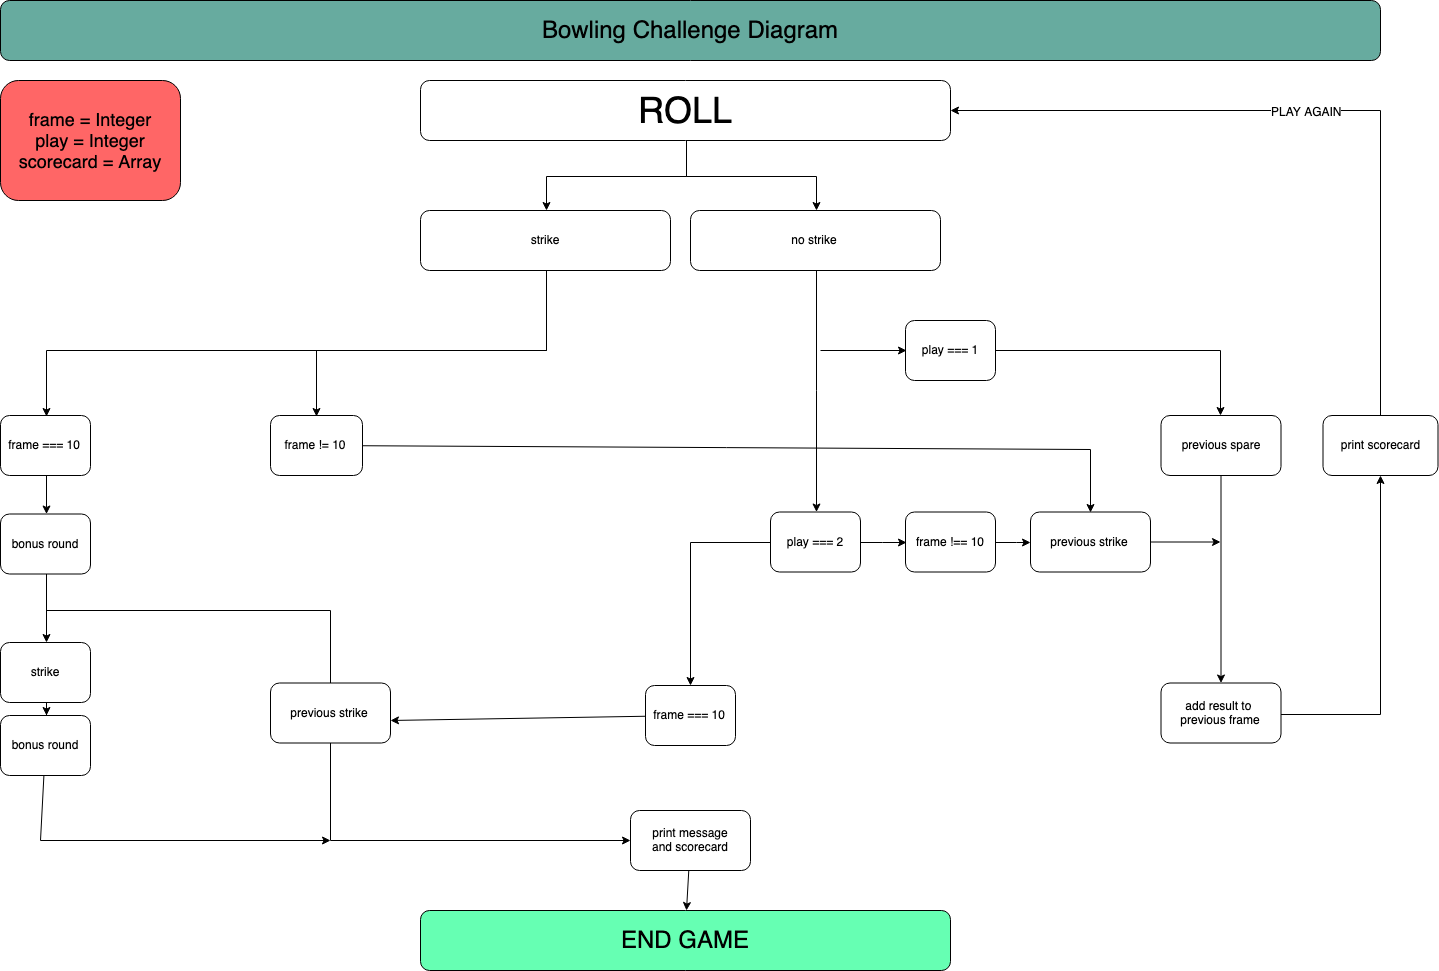 Bowling Challenge Diagram
frame = Integer
play = Integer
scorecard = Array
ROLL
PLAY AGAIN
strike
no strike
play === 1
frame === 10
frame != 10
previous spare
print scorecard
bonus round
play === 2
frame !== 10
previous strike
strike
previous strike
frame === 10
add result to
previous frame
bonus round
print message
and scorecard
END GAME